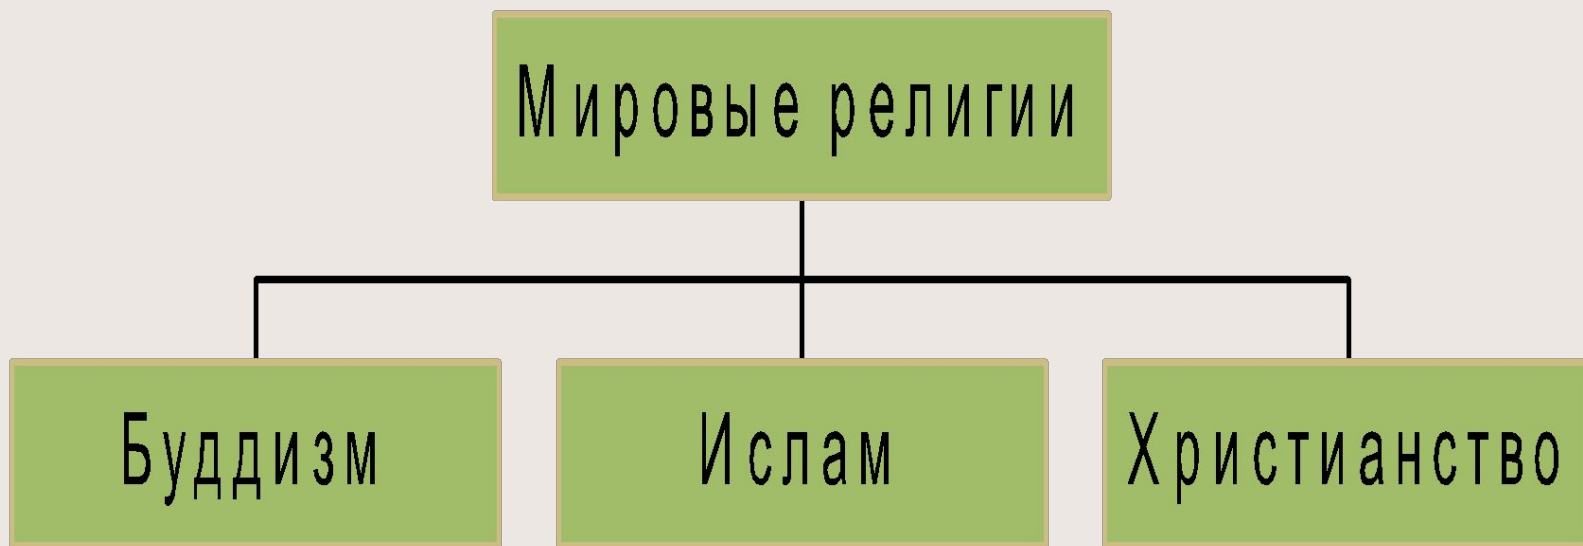 Мировые религии
Буддизм
Ислам
Христианство